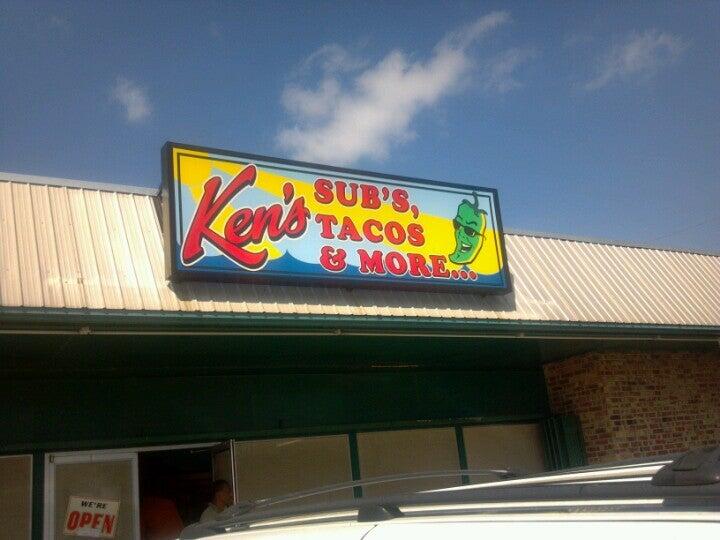 Ken's
SUB'S,
TACOS
& MORE...
WE'RE
OPEN